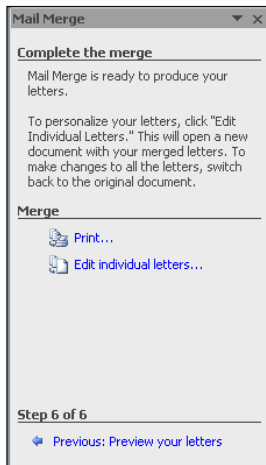 Mail Merge
Complete the merge
Mail Merge is ready to produce your
letters.
To personalize your letters, click "Edit
Individual Letters." This will open a new
document with your merged letters. To
make changes to all the letters, switch
back to the original document.
Merge
Print...
Edit individual letters...
Step 6 of 6
Previous: Preview your letters